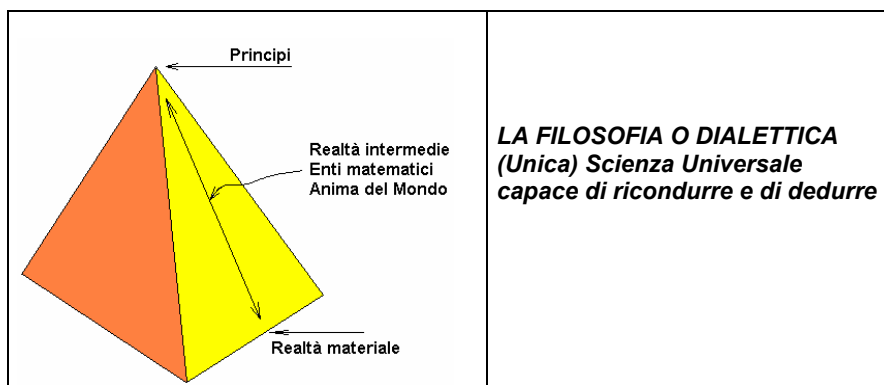 Principi
Realtà intermedie
Enti matematici
Anima del Mondo
Realtà materiale
LA FILOSOFIA O DIALETTICA
(Unica) Scienza Universale
capace di ricondurre e di dedurre